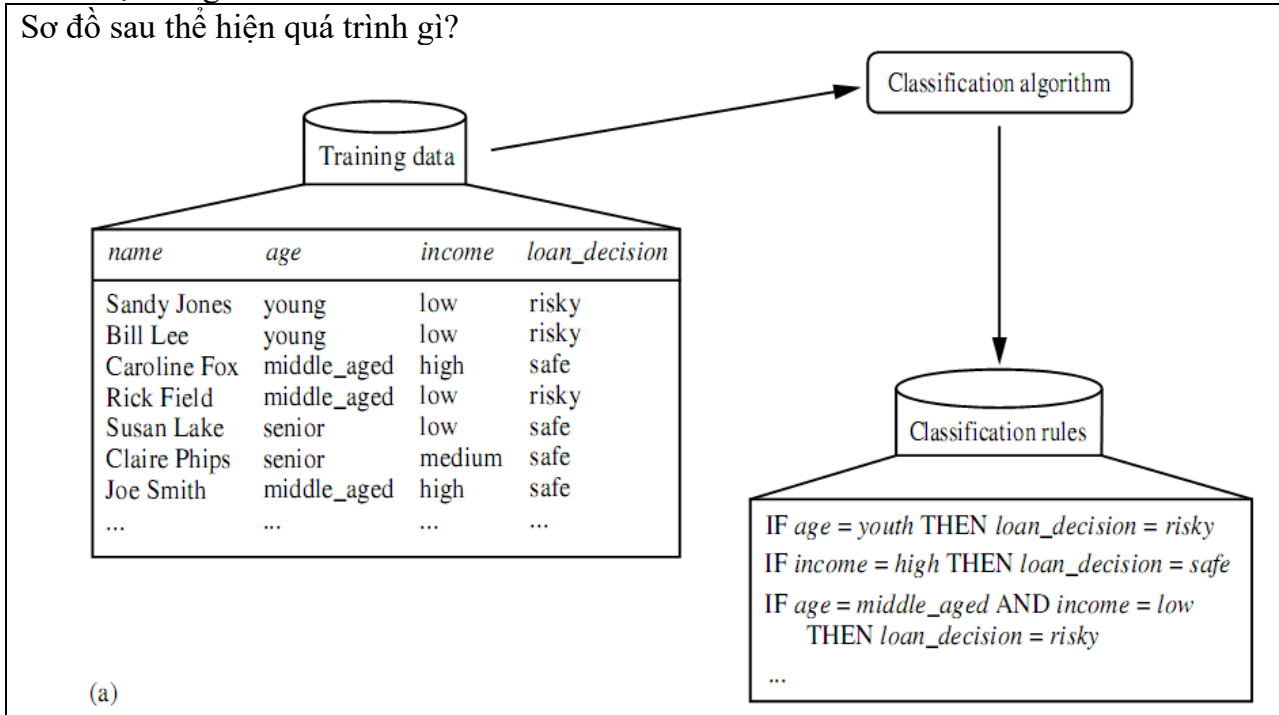 Sơ đồ sau thể hiện quá trình gì?
Classification algorithm
Training data
name age income loan_decision
Sandy Jones young low risky
Bill Lee young low risky
Caroline Fox middle_aged high safe
Rick Field middle_aged low risky
Susan Lake senior low safe
Claire Phips senior medium safe
Joe Smith middle_aged high safe
... ... ... ...
Classification rules
IF age = youth THEN loan_decision = risky
IF income = high THEN loan_decision = safe
IF age = middle_aged AND income = low
THEN loan_decision = risky
...
(a)